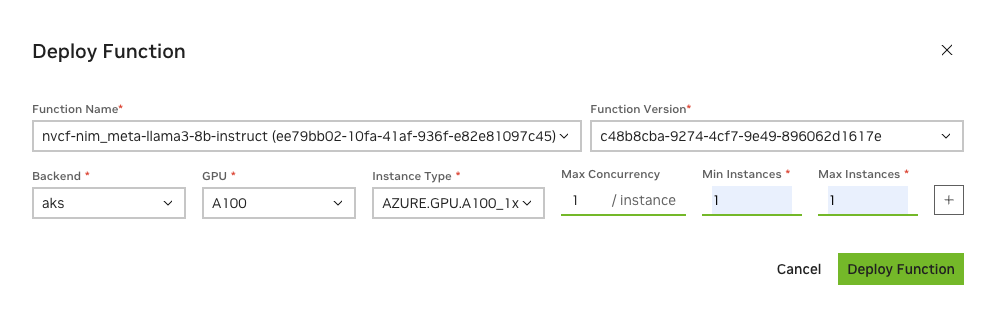 Deploy Function
Function Name* Function Version*
nvcf-nim_meta-llama3-8b-instruct (ee79bb02-10fa-41af-936f-e82e81097c45) c48b8cba-9274-4cf7-9e49-896062d1617e
Backend * GPU * Instance Type * Max Concurrency Min Instances * Max Instances *
aks A100 AZURE.GPU.A100_1x 1 / instance 1 1 +
Cancel Deploy Function